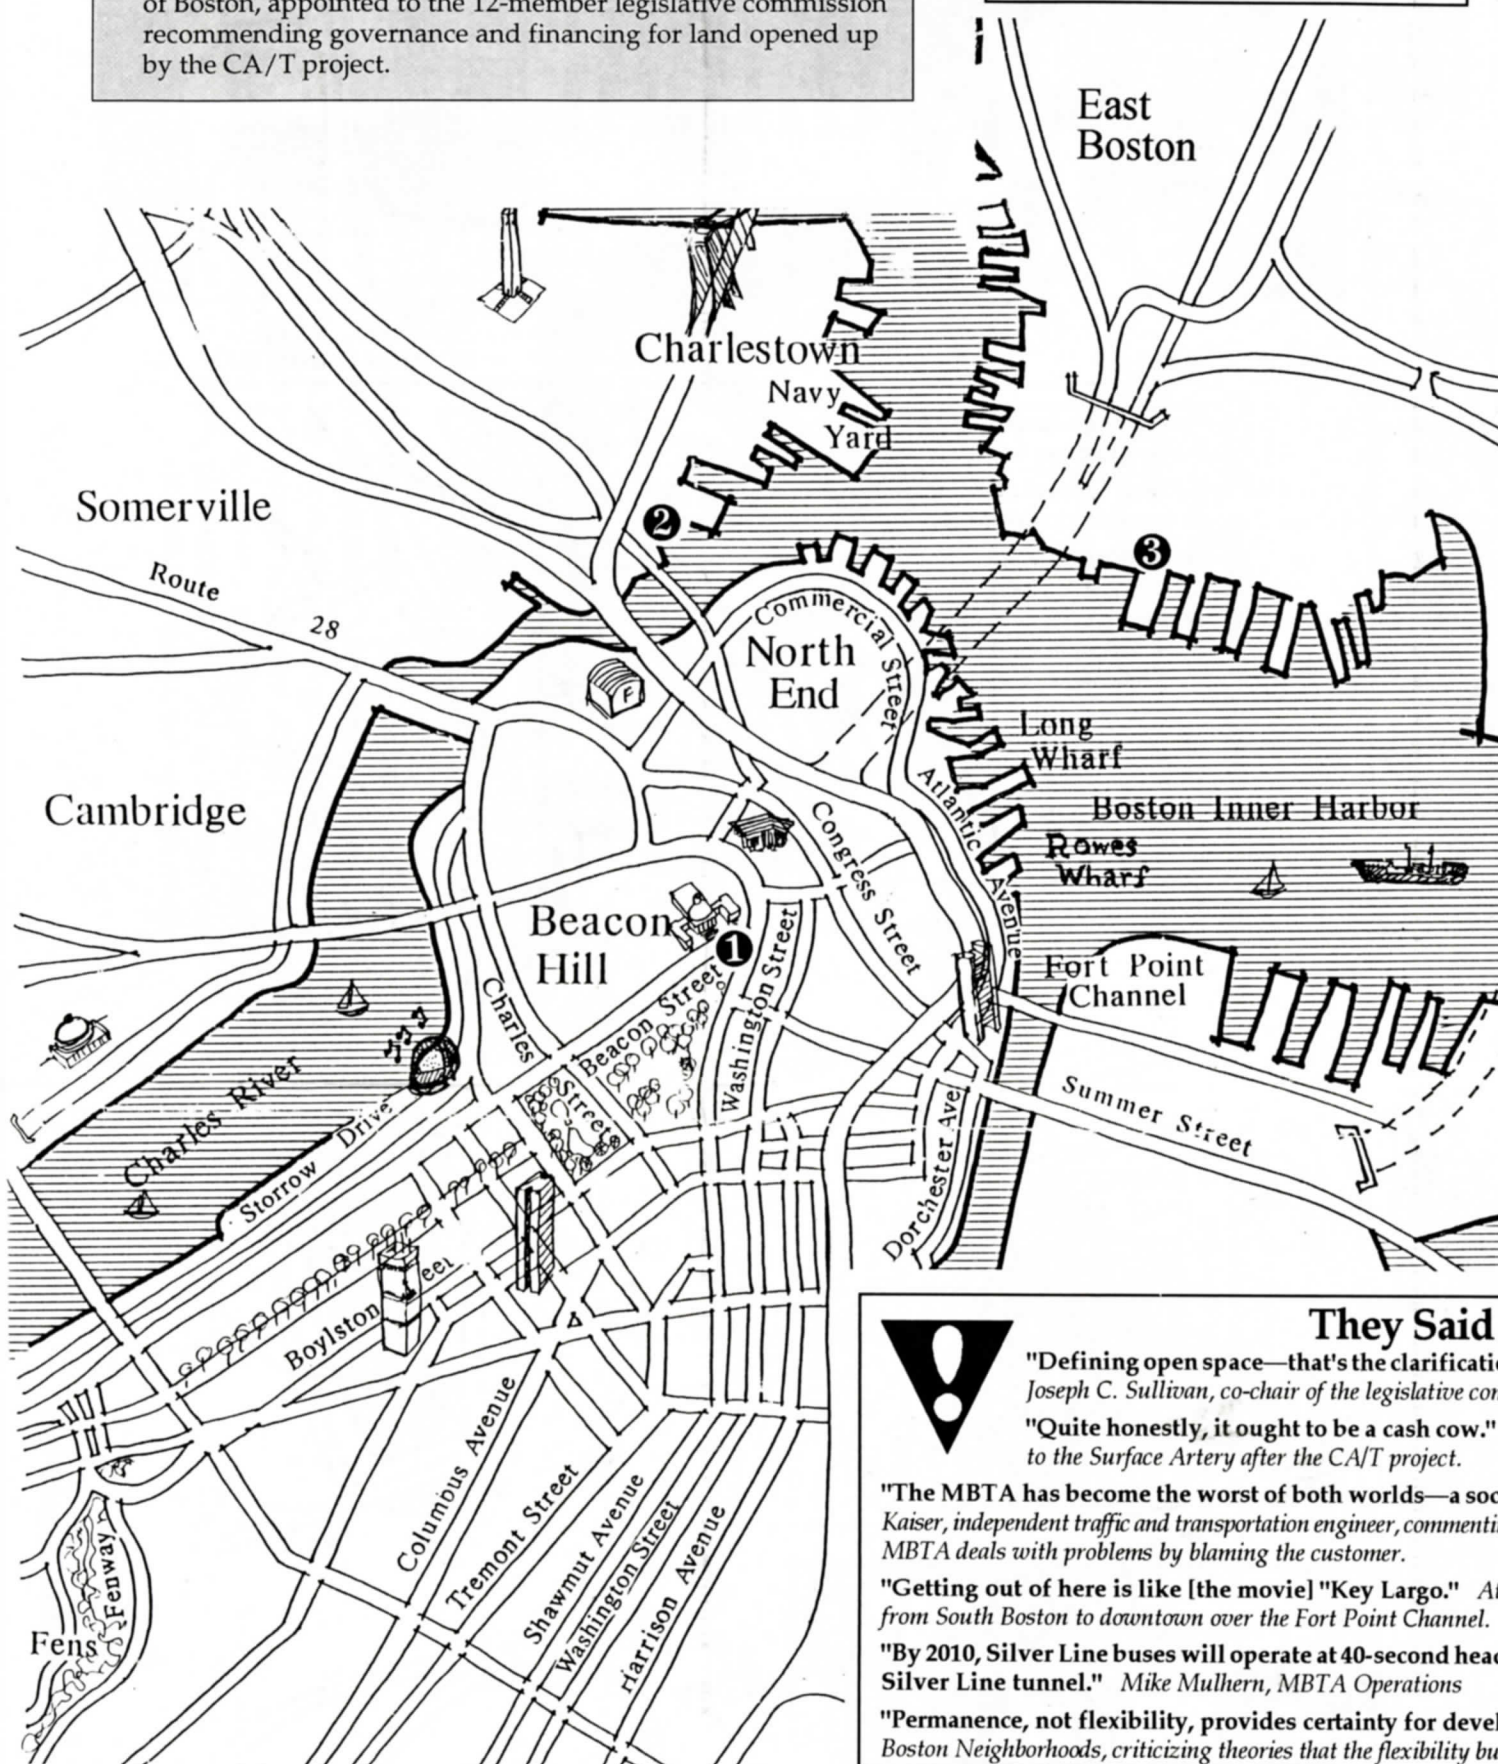 of Boston, appointed to the 12-member legislative commission
recommending governance and financing for land opened up
by the CA/T project.
East
Boston
Charlestown
Navy
Yard
Somerville
2
3
Route
28
Commercial Street
North
End
F
Long
Wharf
Cambridge
Atlantic Avenue
Boston Inner Harbor
Congress Street
Rowes
Wharf
Beacon
Hill
1
Fort Point
Channel
Charles Street
Beacon Street
Washington Street
Charles River
Storrow Drive
Summer Street
Dorchester Ave.
Boylston
eet
Columbus Avenue
Tremont Street
Shawmut Avenue
Washington Street
Harrison Avenue
Fenway
Fens
They Said
"Defining open space—that's the clarificati
Joseph C. Sullivan, co-chair of the legislative con
"Quite honestly, it ought to be a cash cow."
to the Surface Artery after the CA/T project.
"The MBTA has become the worst of both worlds—a soc
Kaiser, independent traffic and transportation engineer, commenti
MBTA deals with problems by blaming the customer.
"Getting out of here is like [the movie] "Key Largo."
from South Boston to downtown over the Fort Point Channel.
"By 2010, Silver Line buses will operate at 40-second head
Silver Line tunnel." Mike Mulhern, MBTA Operations
"Permanence, not flexibility, provides certainty for devel
Boston Neighborhoods, criticizing theories that the flexibility bu